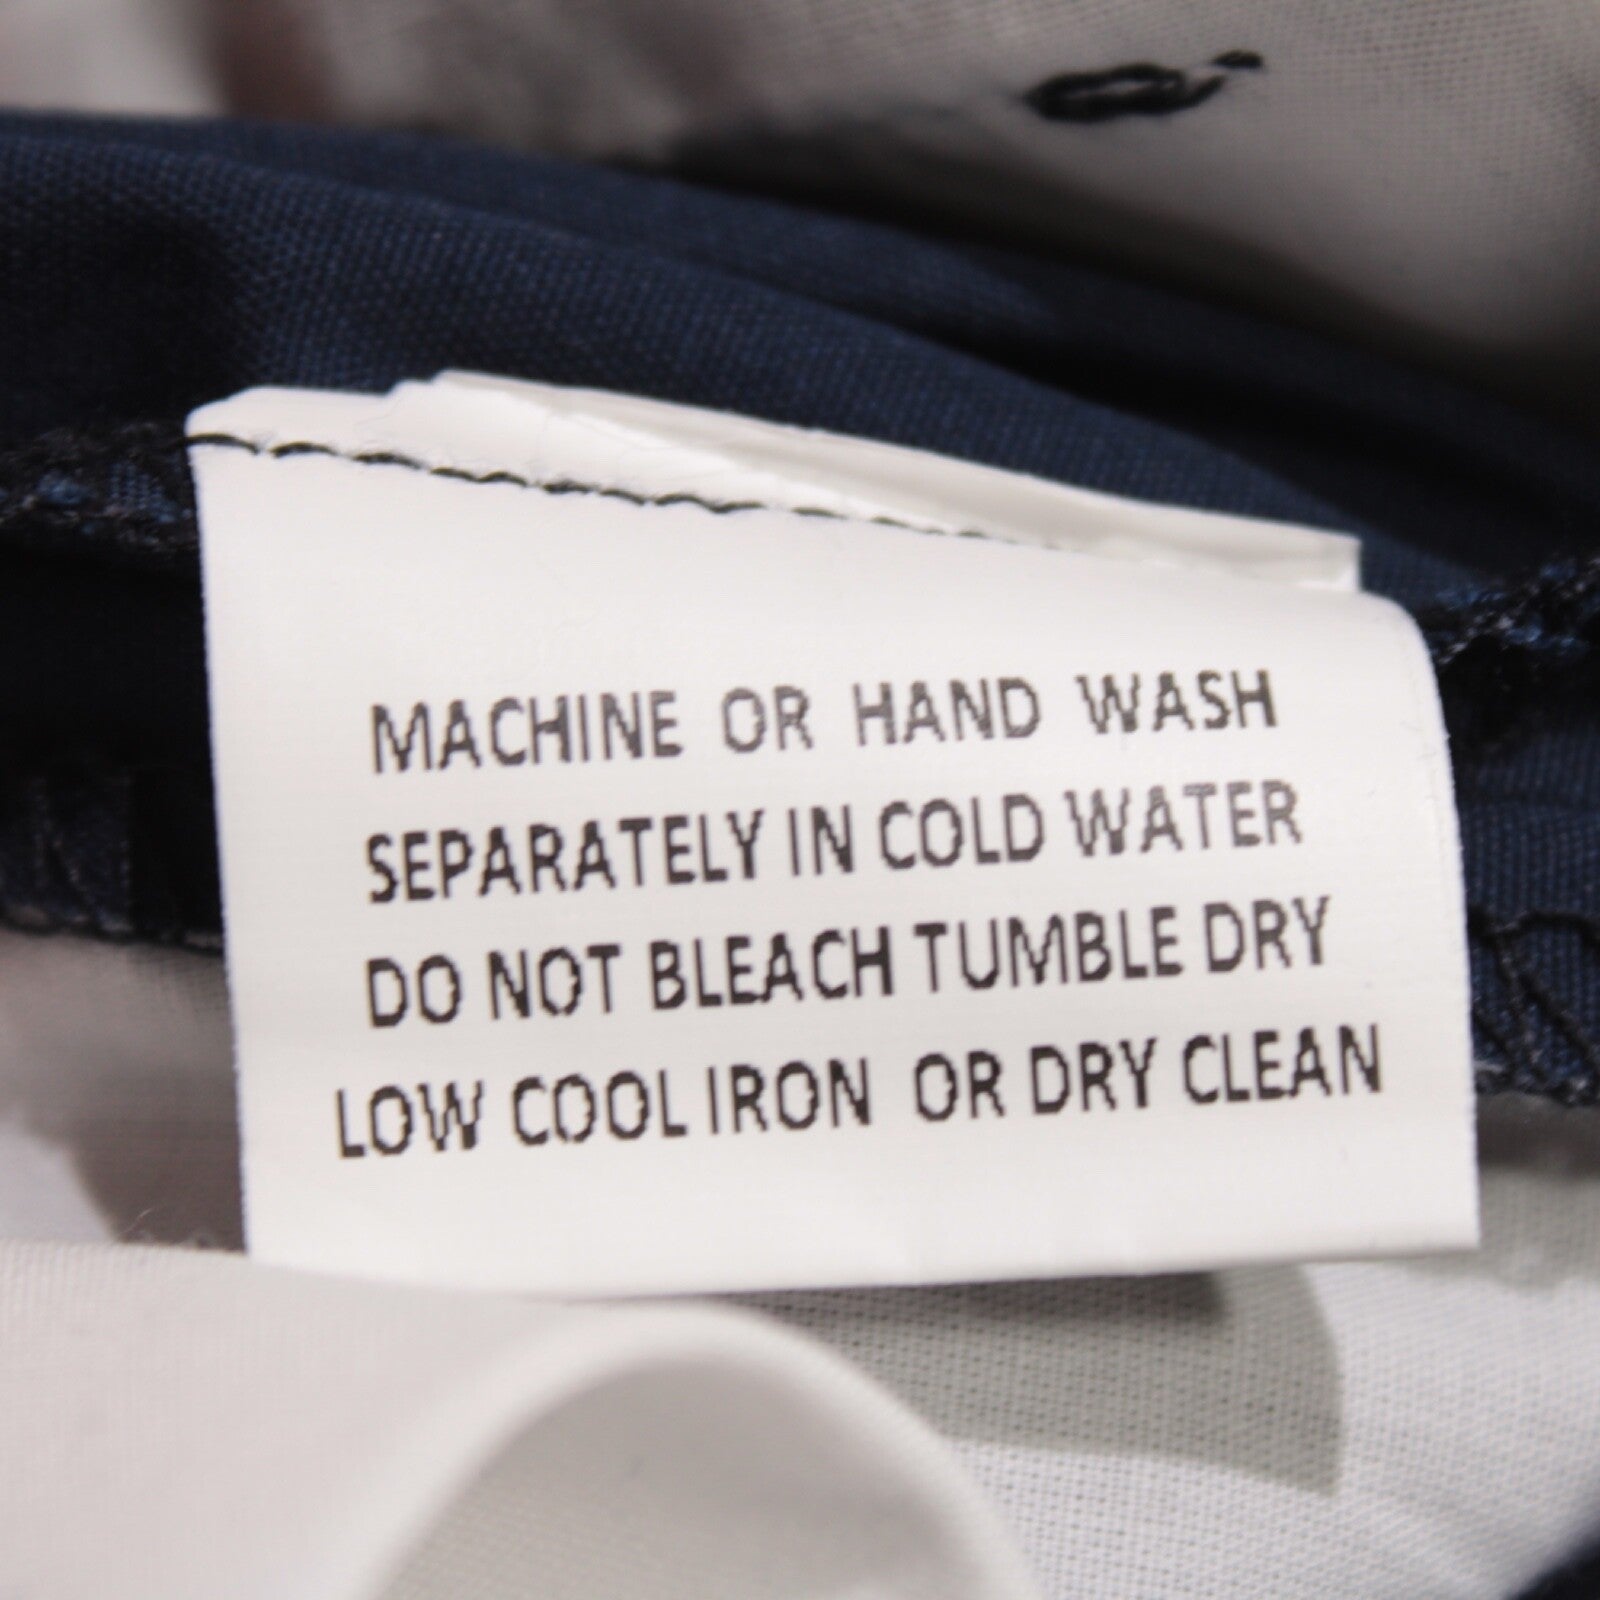 MACHINE OR HAND WASH
SEPARATELY IN COLD WATER
DO NOT BLEACH TUMBLE DRY
LOW COOL IRON OR DRY CLEAN